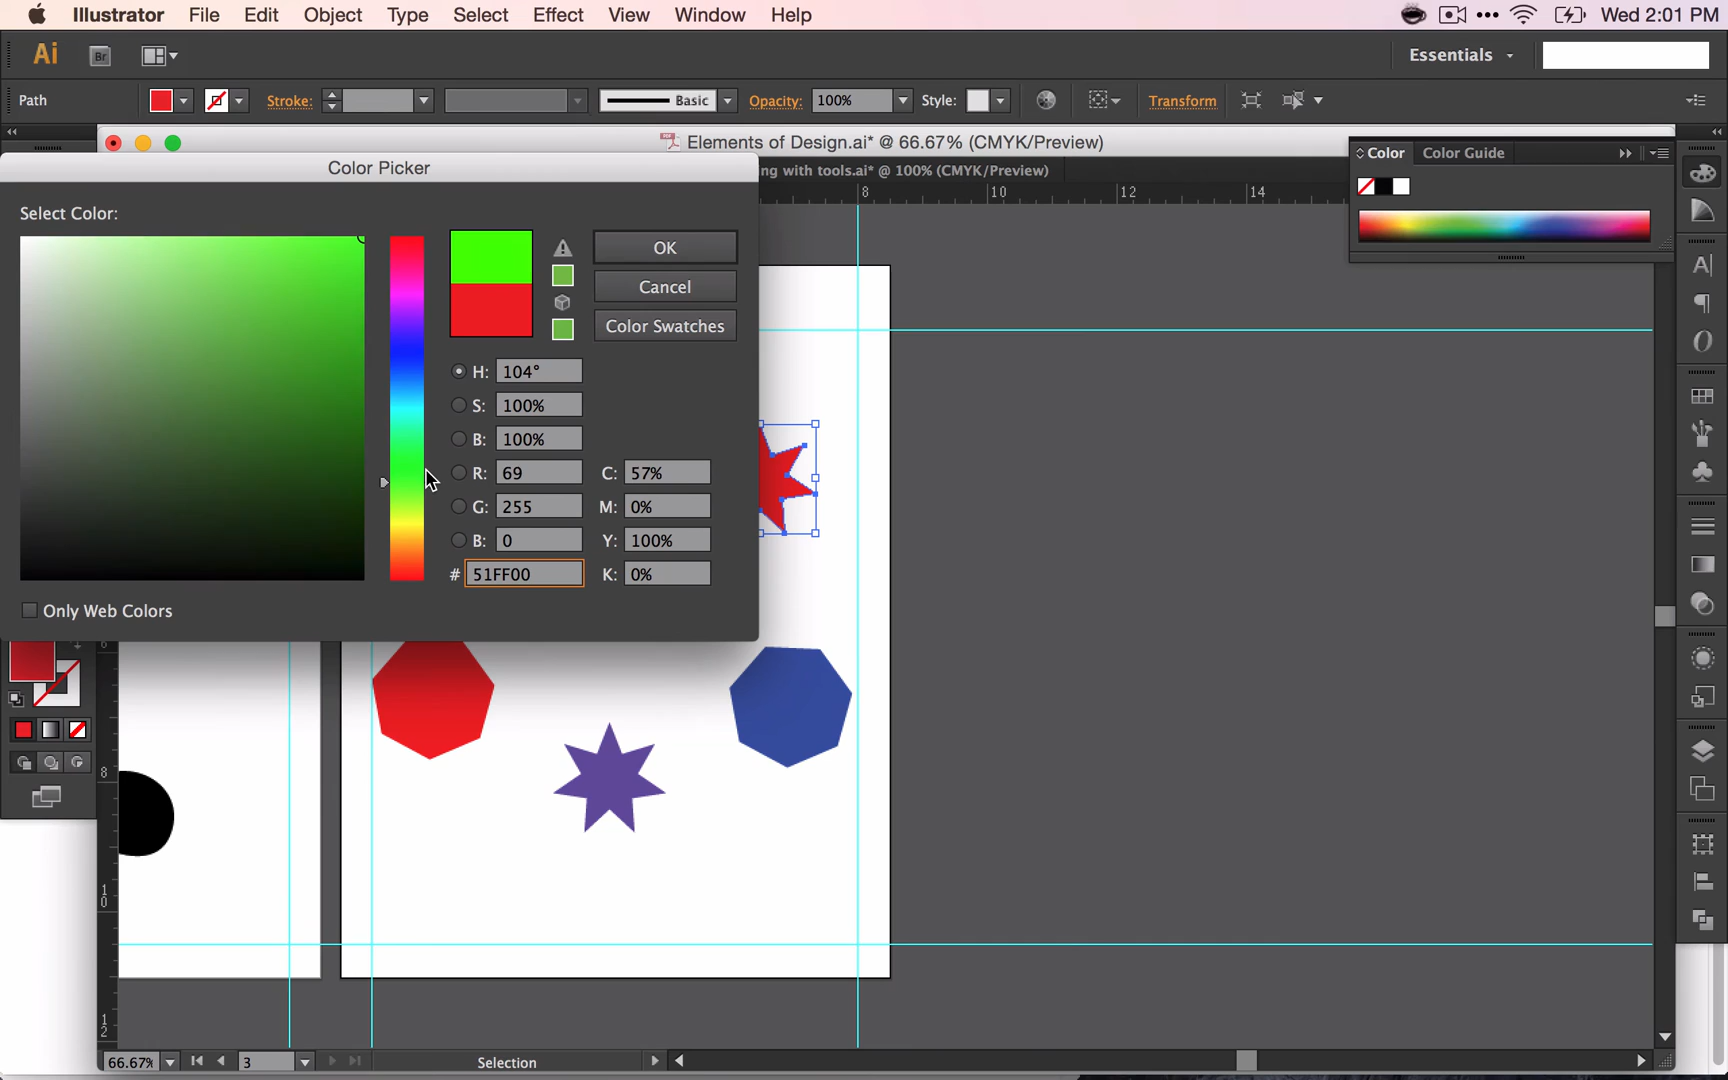 Illustrator File Edit Object Type Select Effect View Window Help Wed 2:01 PM
Ai Br Essentials
Path Stroke: Basic Opacity: 100% Style: Transform
Elements of Design.ai* @ 66.67% (CMYK/Preview)
ng with tools.ai* @ 100% (CMYK/Preview)
8 10 12 14
Color Color Guide
Color Picker
Select Color:
OK
Cancel
Color Swatches
H: 104°
S: 100%
B: 100%
R: 69 C: 57%
G: 255 M: 0%
B: 0 Y: 100%
# 51FF00 K: 0%
Only Web Colors
8
10
12
66.67% 3 Selection